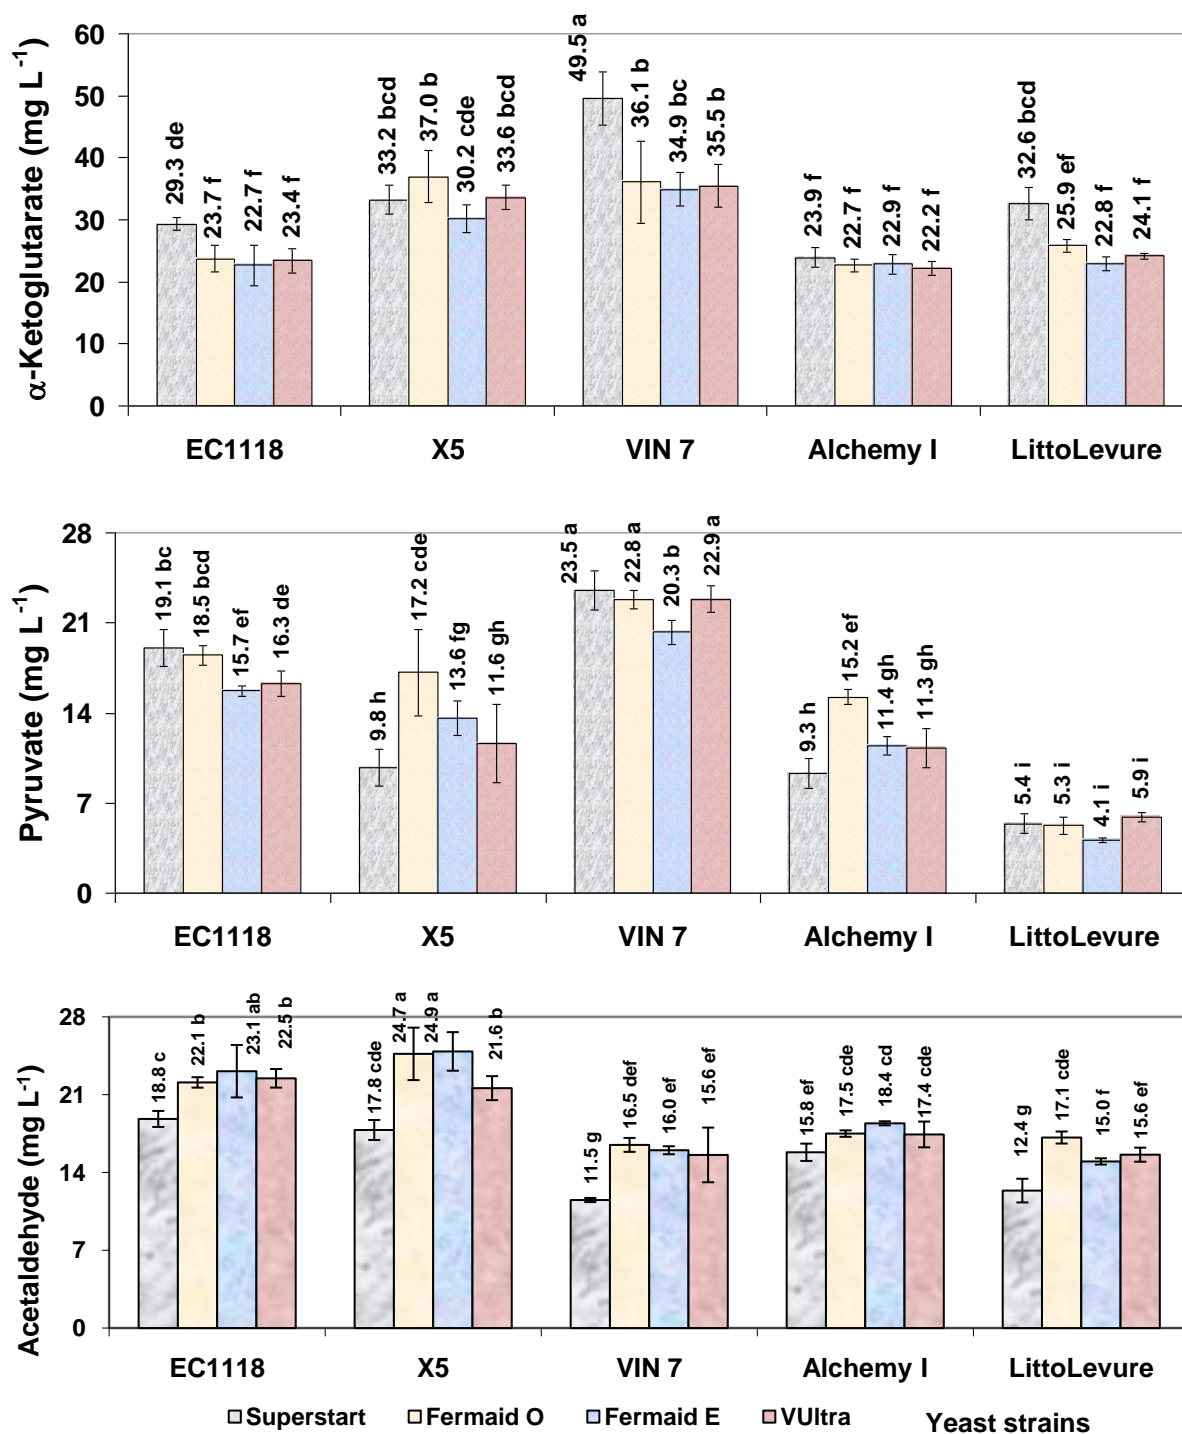 α-Ketoglutarate (mg L-1)
60
50
40
30
20
10
0
29.3 de
23.7 f
22.7 f
23.4 f
33.2 bcd
37.0 b
30.2 cde
33.6 bcd
49.5 a
36.1 b
34.9 bc
35.5 b
23.9 f
22.7 f
22.9 f
22.2 f
32.6 bcd
25.9 ef
22.8 f
24.1 f
EC1118 X5 VIN 7 Alchemy I LittoLevure
Pyruvate (mg L-1)
28
21
14
7
0
19.1 bc
18.5 bcd
15.7 ef
16.3 de
9.8 h
17.2 cde
13.6 fg
11.6 gh
23.5 a
22.8 a
20.3 b
22.9 a
9.3 h
15.2 ef
11.4 gh
11.3 gh
5.4 i
5.3 i
4.1 i
5.9 i
EC1118 X5 VIN 7 Alchemy I LittoLevure
Acetaldehyde (mg L-1)
28
21
14
7
0
18.8 c
22.1 b
23.1 ab
22.5 b
17.8 cde
24.7 a
24.9 a
21.6 b
11.5 g
16.5 def
16.0 ef
15.6 ef
15.8 ef
17.5 cde
18.4 cd
17.4 cde
12.4 g
17.1 cde
15.0 f
15.6 ef
EC1118 X5 VIN 7 Alchemy I LittoLevure
Superstart Fermaid O Fermaid E VUltra Yeast strains